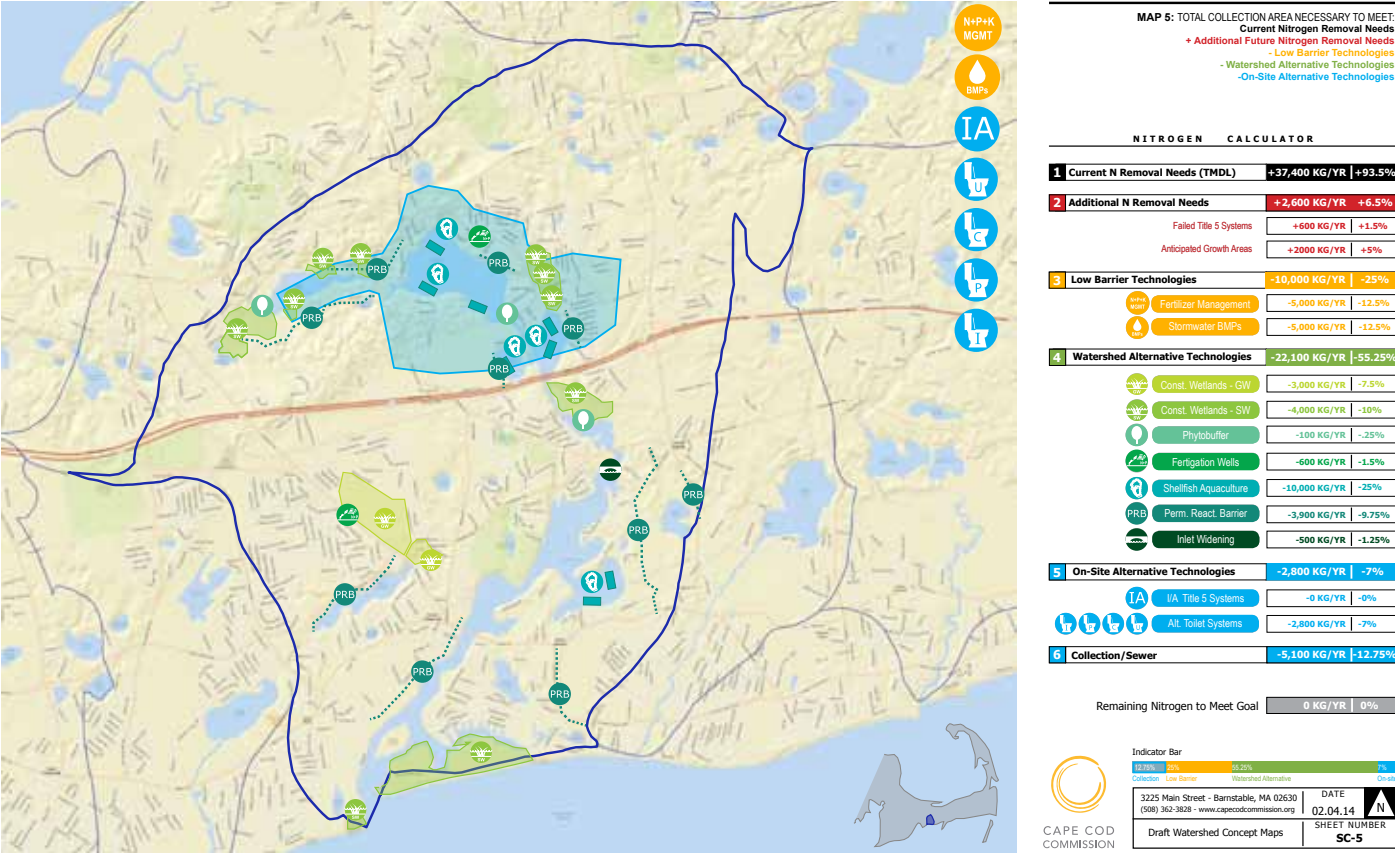 N+P+K
MGMT
BMPs
IA
U
C
P
I
PRB
PRB
PRB
PRB
PRB
PRB
PRB
PRB
PRB
PRB
MAP 5: TOTAL COLLECTION AREA NECESSARY TO MEET:
Current Nitrogen Removal Needs
+ Additional Future Nitrogen Removal Needs
- Low Barrier Technologies
- Watershed Alternative Technologies
-On-Site Alternative Technologies
NITROGEN CALCULATOR
1 Current N Removal Needs (TMDL) +37,400 KG/YR +93.5%
2 Additional N Removal Needs +2,600 KG/YR +6.5%
Failed Title 5 Systems +600 KG/YR +1.5%
Anticipated Growth Areas +2000 KG/YR +5%
3 Low Barrier Technologies -10,000 KG/YR -25%
N+P+K MGMT Fertilizer Management -5,000 KG/YR -12.5%
BMPs Stormwater BMPs -5,000 KG/YR -12.5%
4 Watershed Alternative Technologies -22,100 KG/YR -55.25%
Const. Wetlands - GW -3,000 KG/YR -7.5%
Const. Wetlands - SW -4,000 KG/YR -10%
Phytobuffer -100 KG/YR -.25%
Fertigation Wells -600 KG/YR -1.5%
Shellfish Aquaculture -10,000 KG/YR -25%
PRB Perm. React. Barrier -3,900 KG/YR -9.75%
Inlet Widening -500 KG/YR -1.25%
5 On-Site Alternative Technologies -2,800 KG/YR -7%
IA I/A Title 5 Systems -0 KG/YR -0%
Alt. Toilet Systems -2,800 KG/YR -7%
6 Collection/Sewer -5,100 KG/YR -12.75%
Remaining Nitrogen to Meet Goal 0 KG/YR 0%
Indicator Bar
12.75% 25% 55.25% 7%
Collection Low Barrier Watershed Alternative On-sit
CAPE COD
COMMISSION
3225 Main Street - Barnstable, MA 02630
(508) 362-3828 - www.capecodcommission.org
DATE
02.04.14
N
Draft Watershed Concept Maps
SHEET NUMBER
SC-5